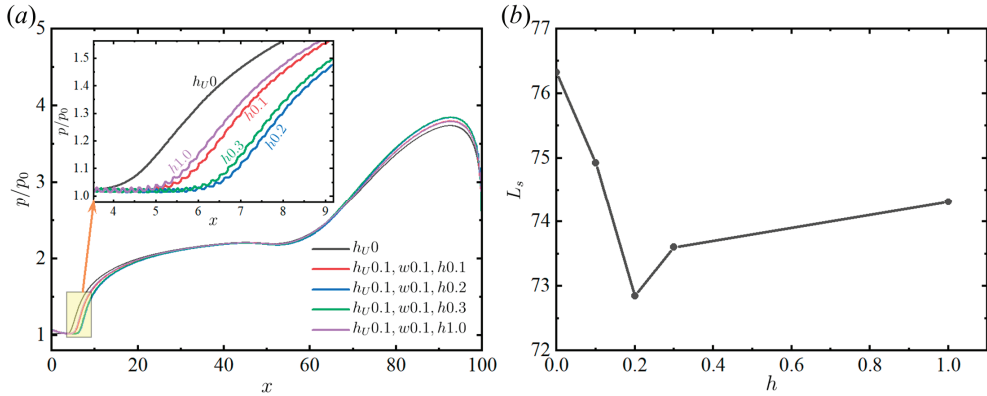 (a)
5
4
3
2
1
p/p0
0
20
40
60
80
100
x
1.5
1.4
1.3
1.2
1.1
1.0
p/p0
4
5
6
7
8
9
x
hU0
h1.0
h0.1
h0.3
h0.2
hU0
hU0.1, w0.1, h0.1
hU0.1, w0.1, h0.2
hU0.1, w0.1, h0.3
hU0.1, w0.1, h1.0
(b)
77
76
75
74
73
72
Ls
0.0
0.2
0.4
0.6
0.8
1.0
h